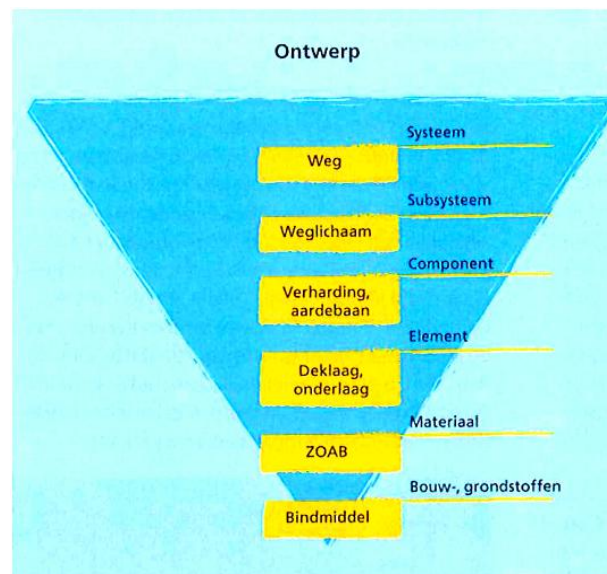 Ontwerp
Systeem
Weg
Subsysteem
Weglichaam
Component
Verharding,
aardebaan
Element
Deklaag,
onderlaag
Materiaal
ZOAB
Bouw-, grondstoffen
Bindmiddel